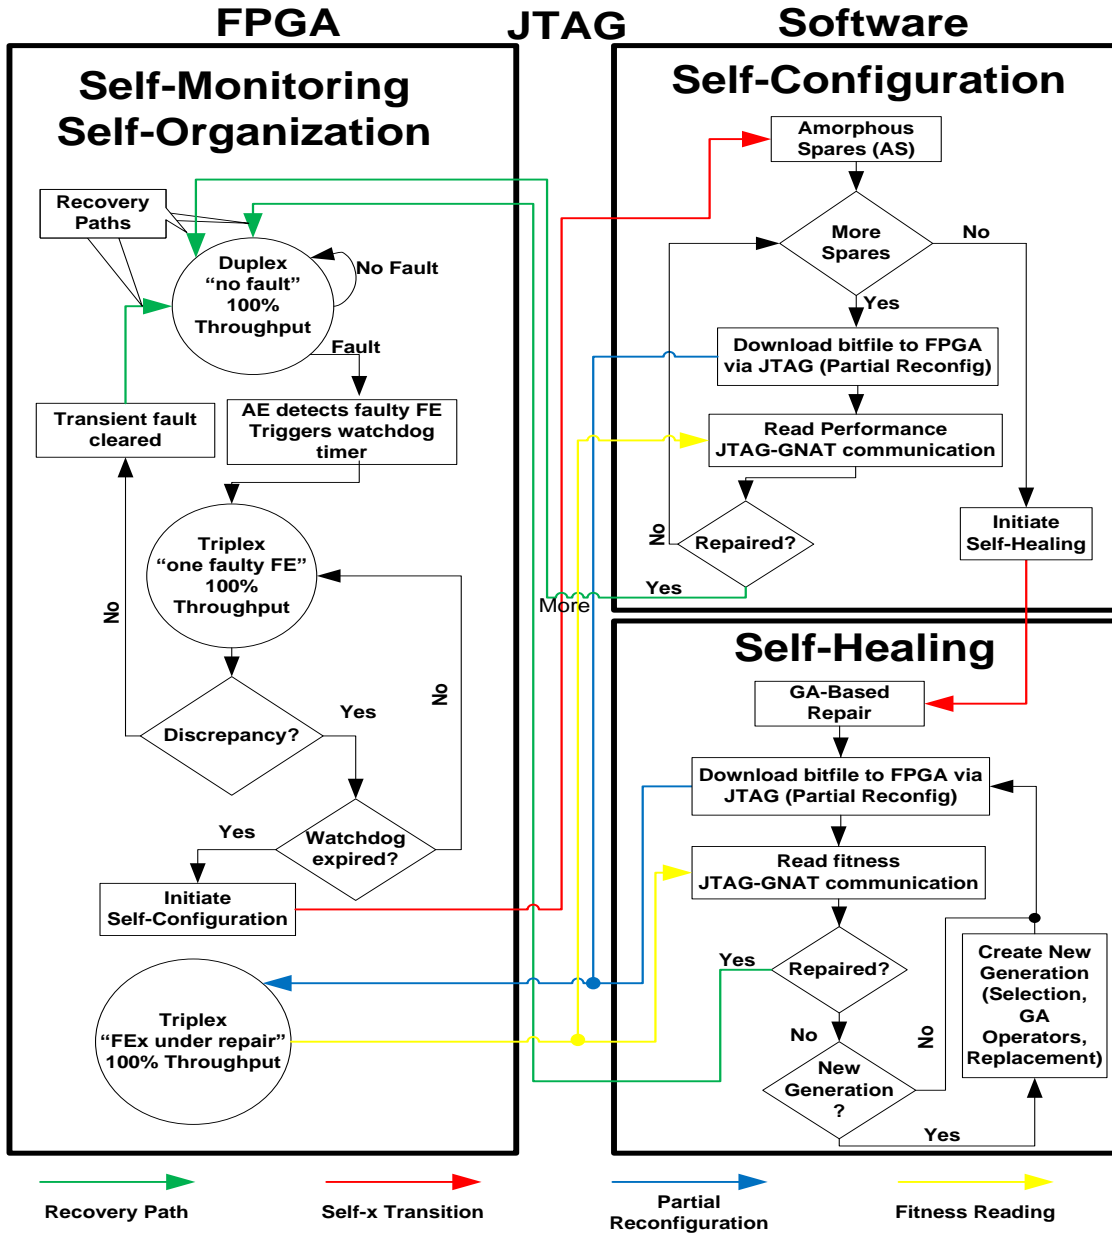 FPGA
JTAG
Software
Self-Monitoring
Self-Organization
Recovery
Paths
Duplex
“no fault”
100%
Throughput
No Fault
Fault
Transient fault
cleared
AE detects faulty FE
Triggers watchdog
timer
Triplex
“one faulty FE”
100%
Throughput
No
Discrepancy?
Yes
No
Watchdog
expired?
Yes
Initiate
Self-Configuration
Triplex
“FEx under repair”
100% Throughput
More
Self-Configuration
Amorphous
Spares (AS)
More
Spares
No
Yes
Download bitfile to FPGA
via JTAG (Partial Reconfig)
Read Performance
JTAG-GNAT communication
No
Repaired?
Yes
Initiate
Self-Healing
Self-Healing
GA-Based
Repair
Download bitfile to FPGA via
JTAG (Partial Reconfig)
Read fitness
JTAG-GNAT communication
Yes
Repaired?
No
New
Generation
?
No
Yes
Create New
Generation
(Selection,
GA
Operators,
Replacement)
Recovery Path
Self-x Transition
Partial
Reconfiguration
Fitness Reading